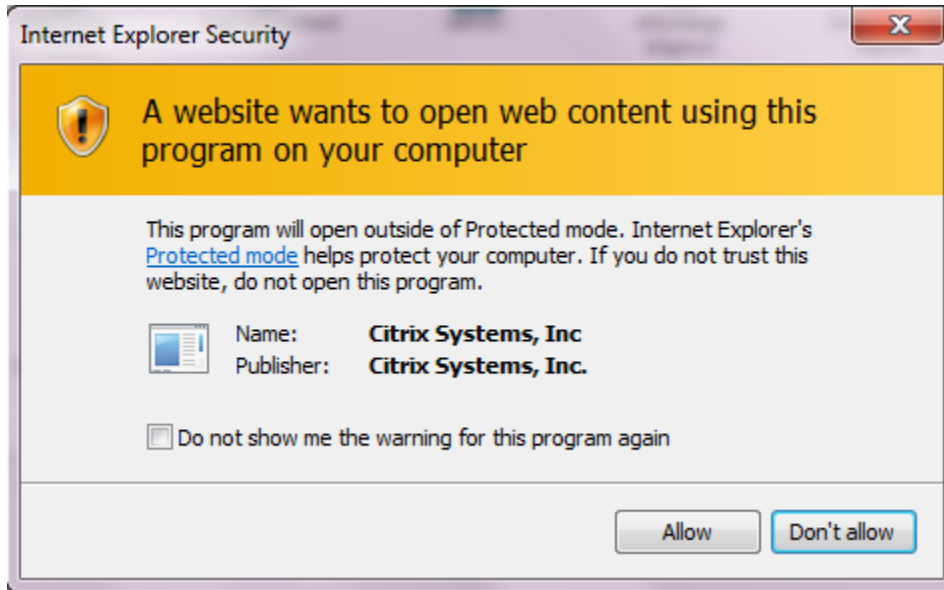 Internet Explorer Security
A website wants to open web content using this
program on your computer
This program will open outside of Protected mode. Internet Explorer's
Protected mode helps protect your computer. If you do not trust this
website, do not open this program.
Name: Citrix Systems, Inc
Publisher: Citrix Systems, Inc.
Do not show me the warning for this program again
Allow Don't allow